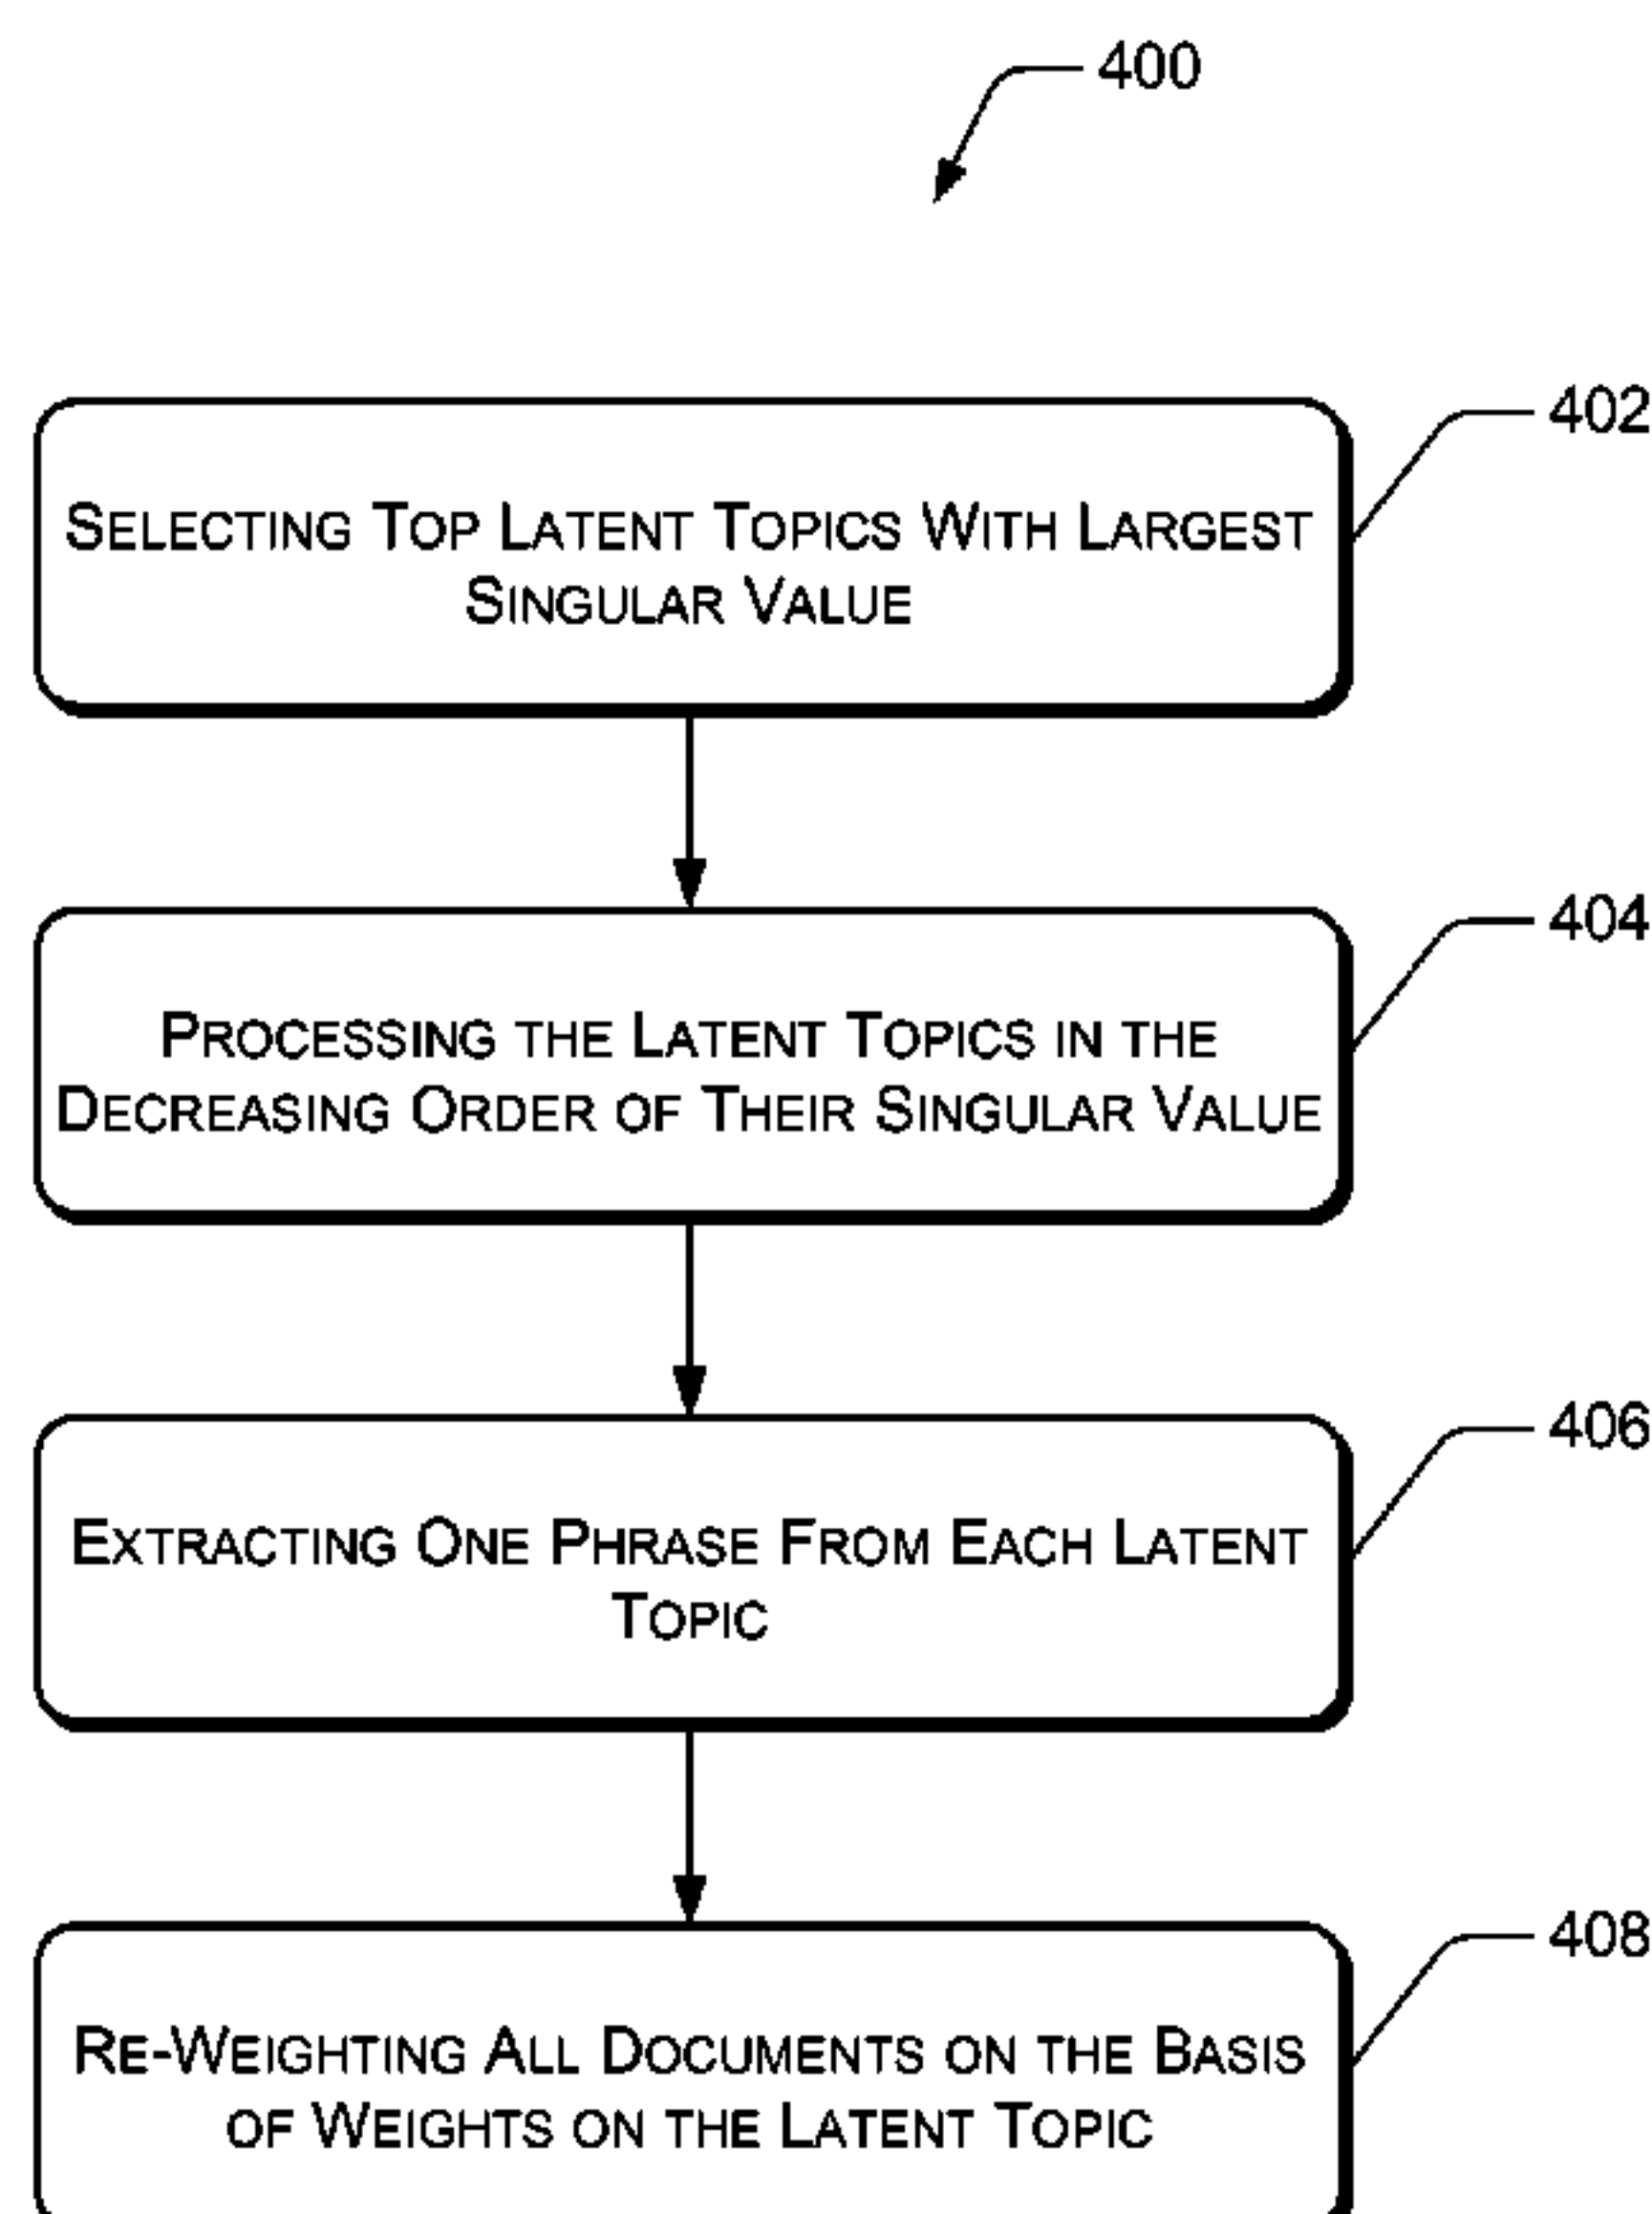 400
402
SELECTING TOP LATENT TOPICS WITH LARGEST
SINGULAR VALUE
404
PROCESSING THE LATENT TOPICS IN THE
DECREASING ORDER OF THEIR SINGULAR VALUE
406
EXTRACTING ONE PHRASE FROM EACH LATENT
TOPIC
408
RE-WEIGHTING ALL DOCUMENTS ON THE BASIS
OF WEIGHTS ON THE LATENT TOPIC